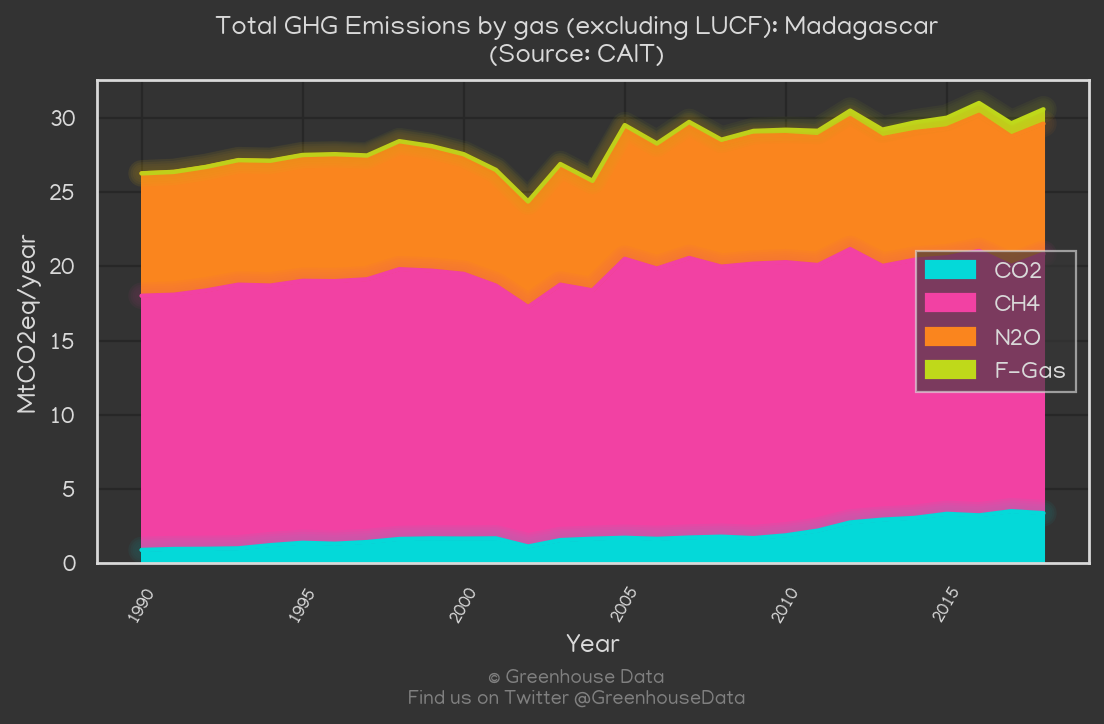 Total GHG Emissions by gas (excluding LUCF): Madagascar
(Source: CAIT)
MtCO2eq/year
30
25
20
15
10
5
0
CO2
CH4
N2O
F-Gas
1990
1995
2000
2005
2010
2015
Year
© Greenhouse Data
Find us on Twitter @GreenhouseData